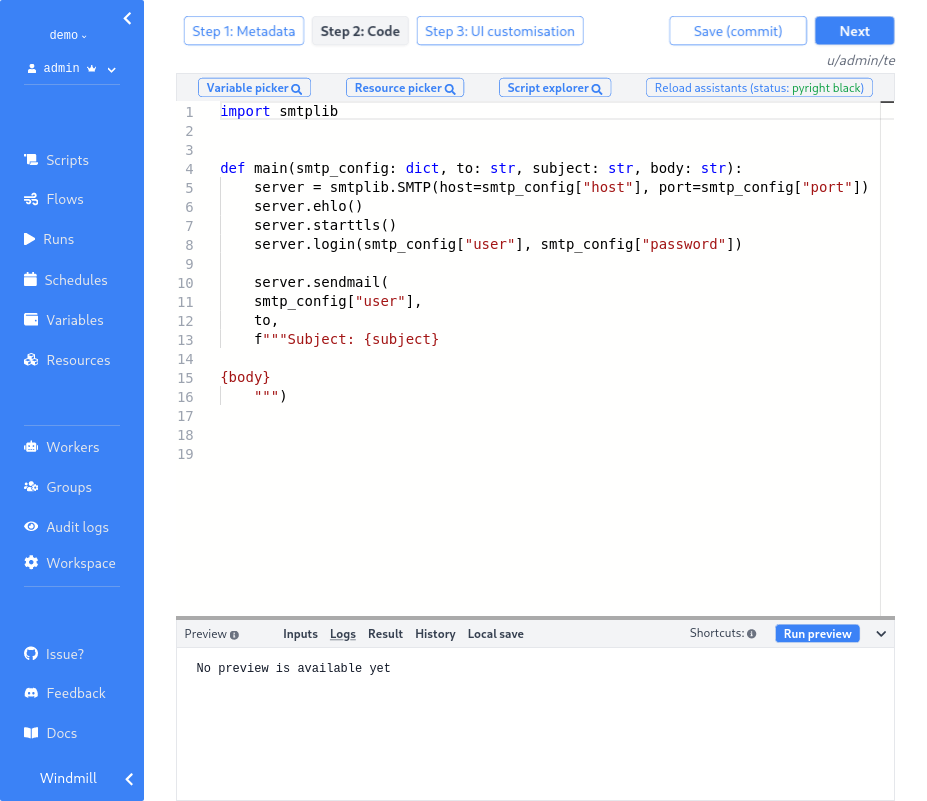 demo
admin
Scripts
Flows
Runs
Schedules
Variables
Resources
Workers
Groups
Audit logs
Workspace
Issue?
Feedback
Docs
Windmill
Step 1: Metadata
Step 2: Code
Step 3: UI customisation
Save (commit)
Next
u/admin/te
Variable picker
Resource picker
Script explorer
Reload assistants (status: pyright black)
1 import smtplib
2
3
4 def main(smtp_config: dict, to: str, subject: str, body: str):
5     server = smtplib.SMTP(host=smtp_config["host"], port=smtp_config["port"])
6     server.ehlo()
7     server.starttls()
8     server.login(smtp_config["user"], smtp_config["password"])
9
10     server.sendmail(
11     smtp_config["user"],
12     to,
13     f"""Subject: {subject}
14
15 {body}
16     """)
17
18
19
Preview
Inputs
Logs
Result
History
Local save
Shortcuts:
Run preview
No preview is available yet